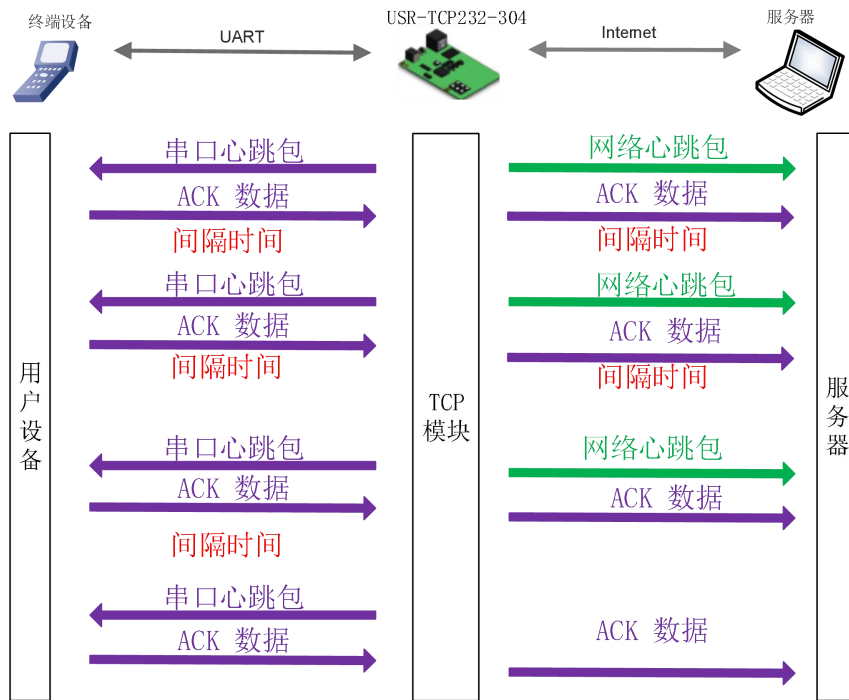 终端设备
UART
USR-TCP232-304
Internet
服务器
串口心跳包
网络心跳包
ACK 数据
ACK 数据
间隔时间
间隔时间
串口心跳包
网络心跳包
ACK 数据
ACK 数据
间隔时间
间隔时间
用户设备
TCP
模块
服务器
串口心跳包
网络心跳包
ACK 数据
ACK 数据
间隔时间
串口心跳包
ACK 数据
ACK 数据